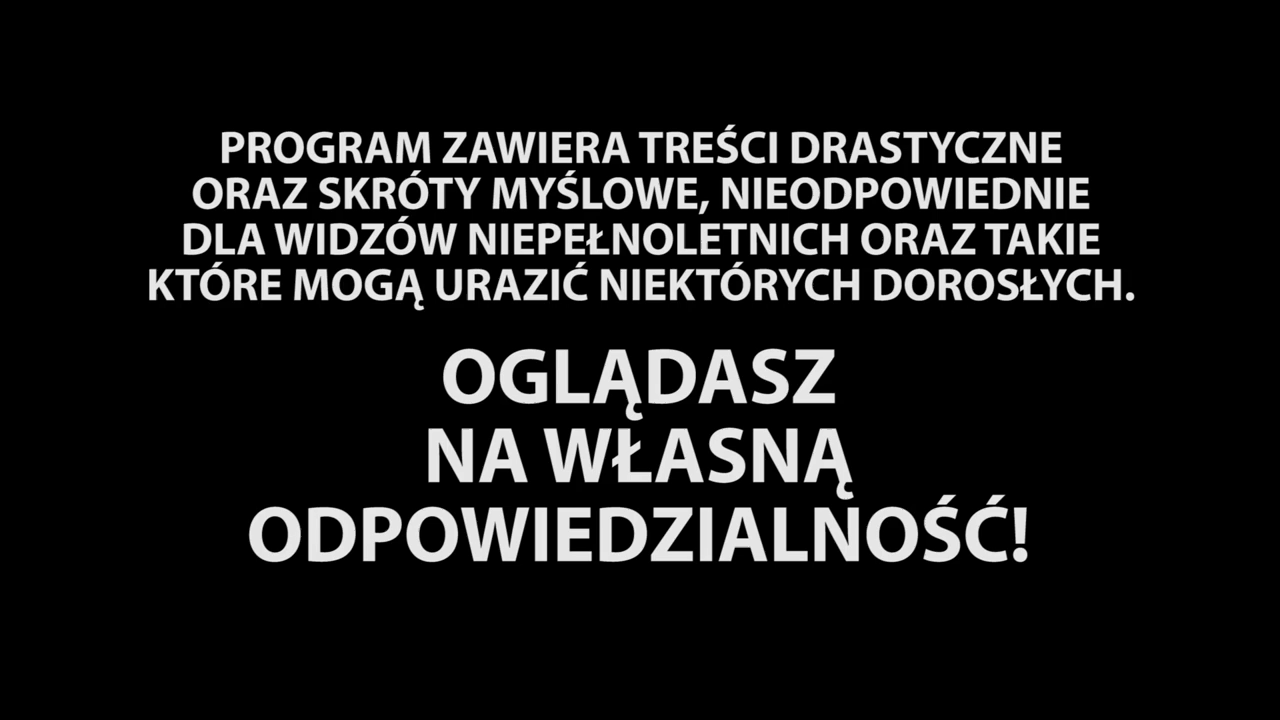 PROGRAM ZAWIERA TREŚCI DRASTYCZNE
ORAZ SKRÓTY MYŚLOWE, NIEODPOWIEDNIE
DLA WIDZÓW NIEPEŁNOLETNICH ORAZ TAKIE
KTÓRE MOGĄ URAZIĆ NIEKTÓRYCH DOROSŁYCH.
OGLĄDASZ
NA WŁASNĄ
ODPOWIEDZIALNOŚĆ!